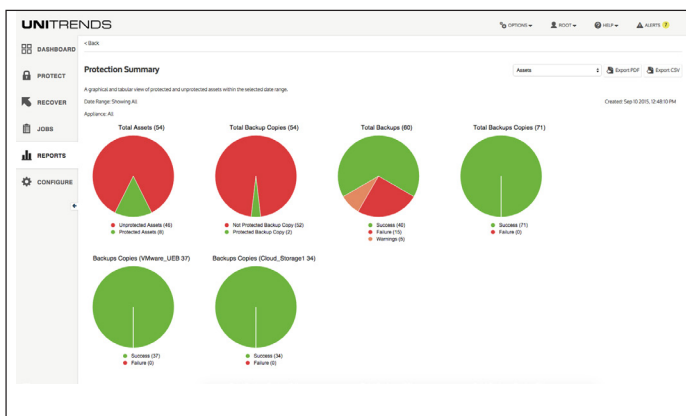 UNITRENDS
OPTIONS
ROOT
HELP
ALERTS 7
DASHBOARD
PROTECT
RECOVER
JOBS
REPORTS
CONFIGURE
< Back
Protection Summary
Assets
Export PDF
Export CSV
A graphical and tabular view of protected and unprotected assets within the selected date range.
Date Range: Showing All
Created: Sep 10 2015, 12:48:10 PM
Appliance: All
Total Assets (54)
Unprotected Assets (46)
Protected Assets (8)
Total Backup Copies (54)
Not Protected Backup Copy (52)
Protected Backup Copy (2)
Total Backups (60)
Success (40)
Failure (15)
Warnings (5)
Total Backups Copies (71)
Success (71)
Failure (0)
Backups Copies (VMware_UEB 37)
Success (37)
Failure (0)
Backups Copies (Cloud_Storage1 34)
Success (34)
Failure (0)